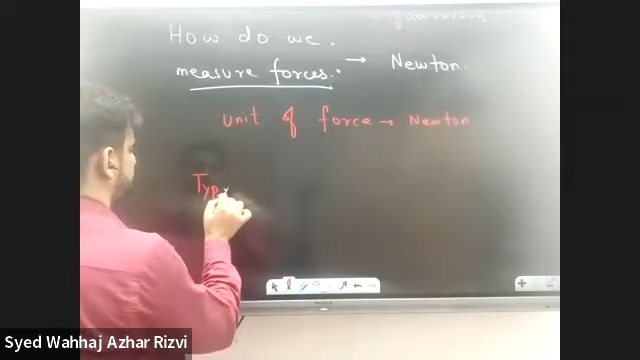 How do we.
measure forces. → Newton.
Unit of force → Newton
Typ
Syed Wahhaj Azhar Rizvi